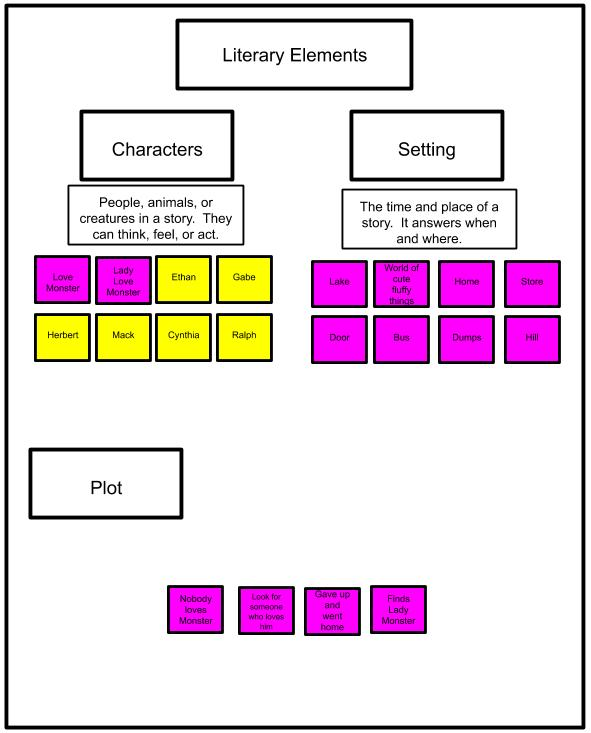 Literary Elements
Characters
Setting
People, animals, or
creatures in a story. They
can think, feel, or act.
The time and place of a
story. It answers when
and where.
Love
Monster
Lady
Love
Monster
Ethan
Gabe
Lake
World of
cute
fluffy
things
Home
Store
Herbert
Mack
Cynthia
Ralph
Door
Bus
Dumps
Hill
Plot
Nobody
loves
Monster
Look for
someone
who loves
him
Gave up
and
went
home
Finds
Lady
Monster